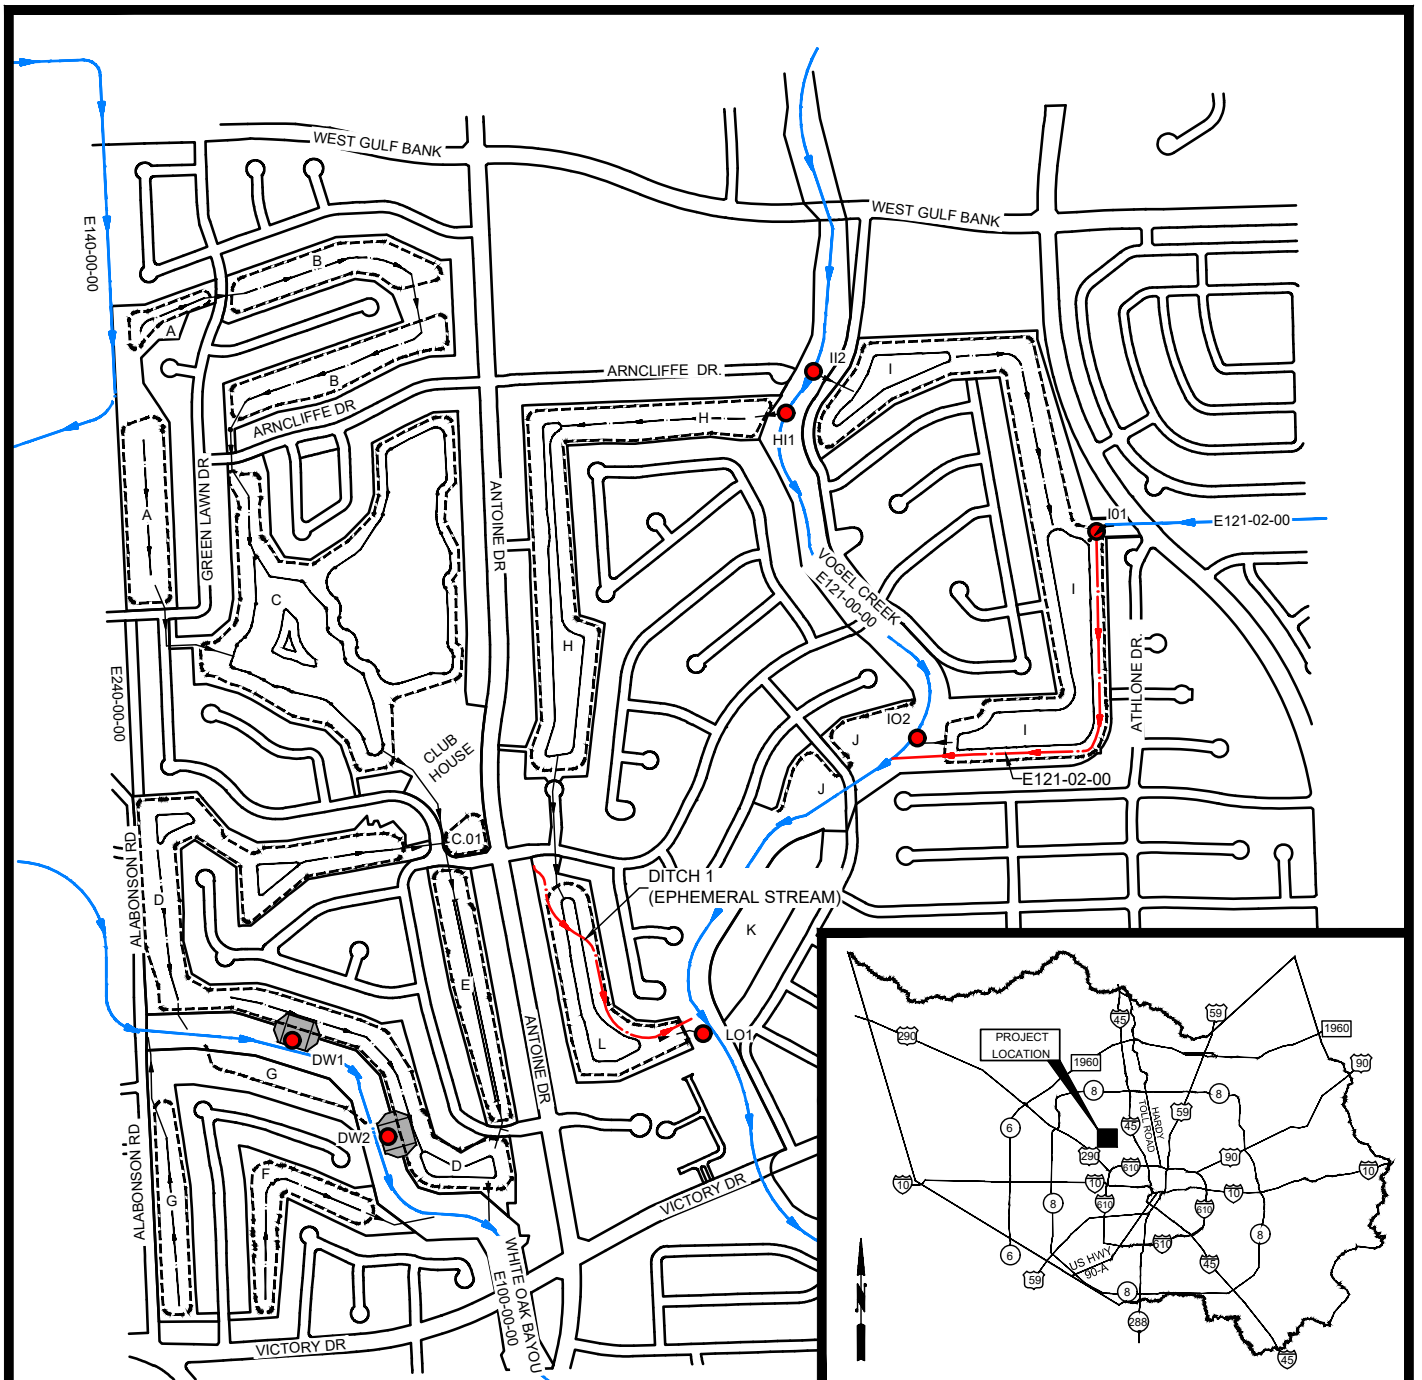 WEST GULF BANK
WEST GULF BANK
E140-00-00
B
A
B
II2
I
ARNCLIFFE DR.
ARNCLIFFE DR
H
HI1
GREEN LAWN DR
A
ANTOINE DR
I01
E121-02-00
VOGEL CREEK
E121-00-00
C
I
H
E240-00-00
ATHLONE DR.
IO2
J
I
CLUB
HOUSE
J
E121-02-00
C.01
ALABONSON RD
D
DITCH 1
(EPHEMERAL STREAM)
K
E
ANTOINE DR
LO1
L
DW1
G
DW2
D
ALABONSON RD
G
F
VICTORY DR
WHITE OAK BAYOU
E100-00-00
VICTORY DR
N
PROJECT
LOCATION
290
45
59
1960
1960
90
8
8
59
6
45
HARDY
TOLL ROAD
290
610
90
10
10
10
10
8
610
610
8
610
6
59
US HWY
90-A
45
8
288
45